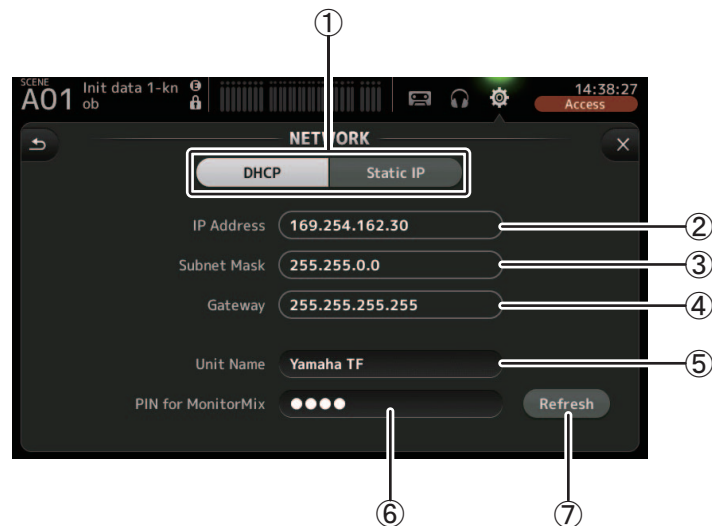 ①
SCENE
A01 Init data 1-kn
ob
E
14:38:27
Access
NETWORK
DHCP Static IP
IP Address 169.254.162.30 ②
Subnet Mask 255.255.0.0 ③
Gateway 255.255.255.255 ④
Unit Name Yamaha TF ⑤
PIN for MonitorMix ●●●● Refresh
⑥ ⑦